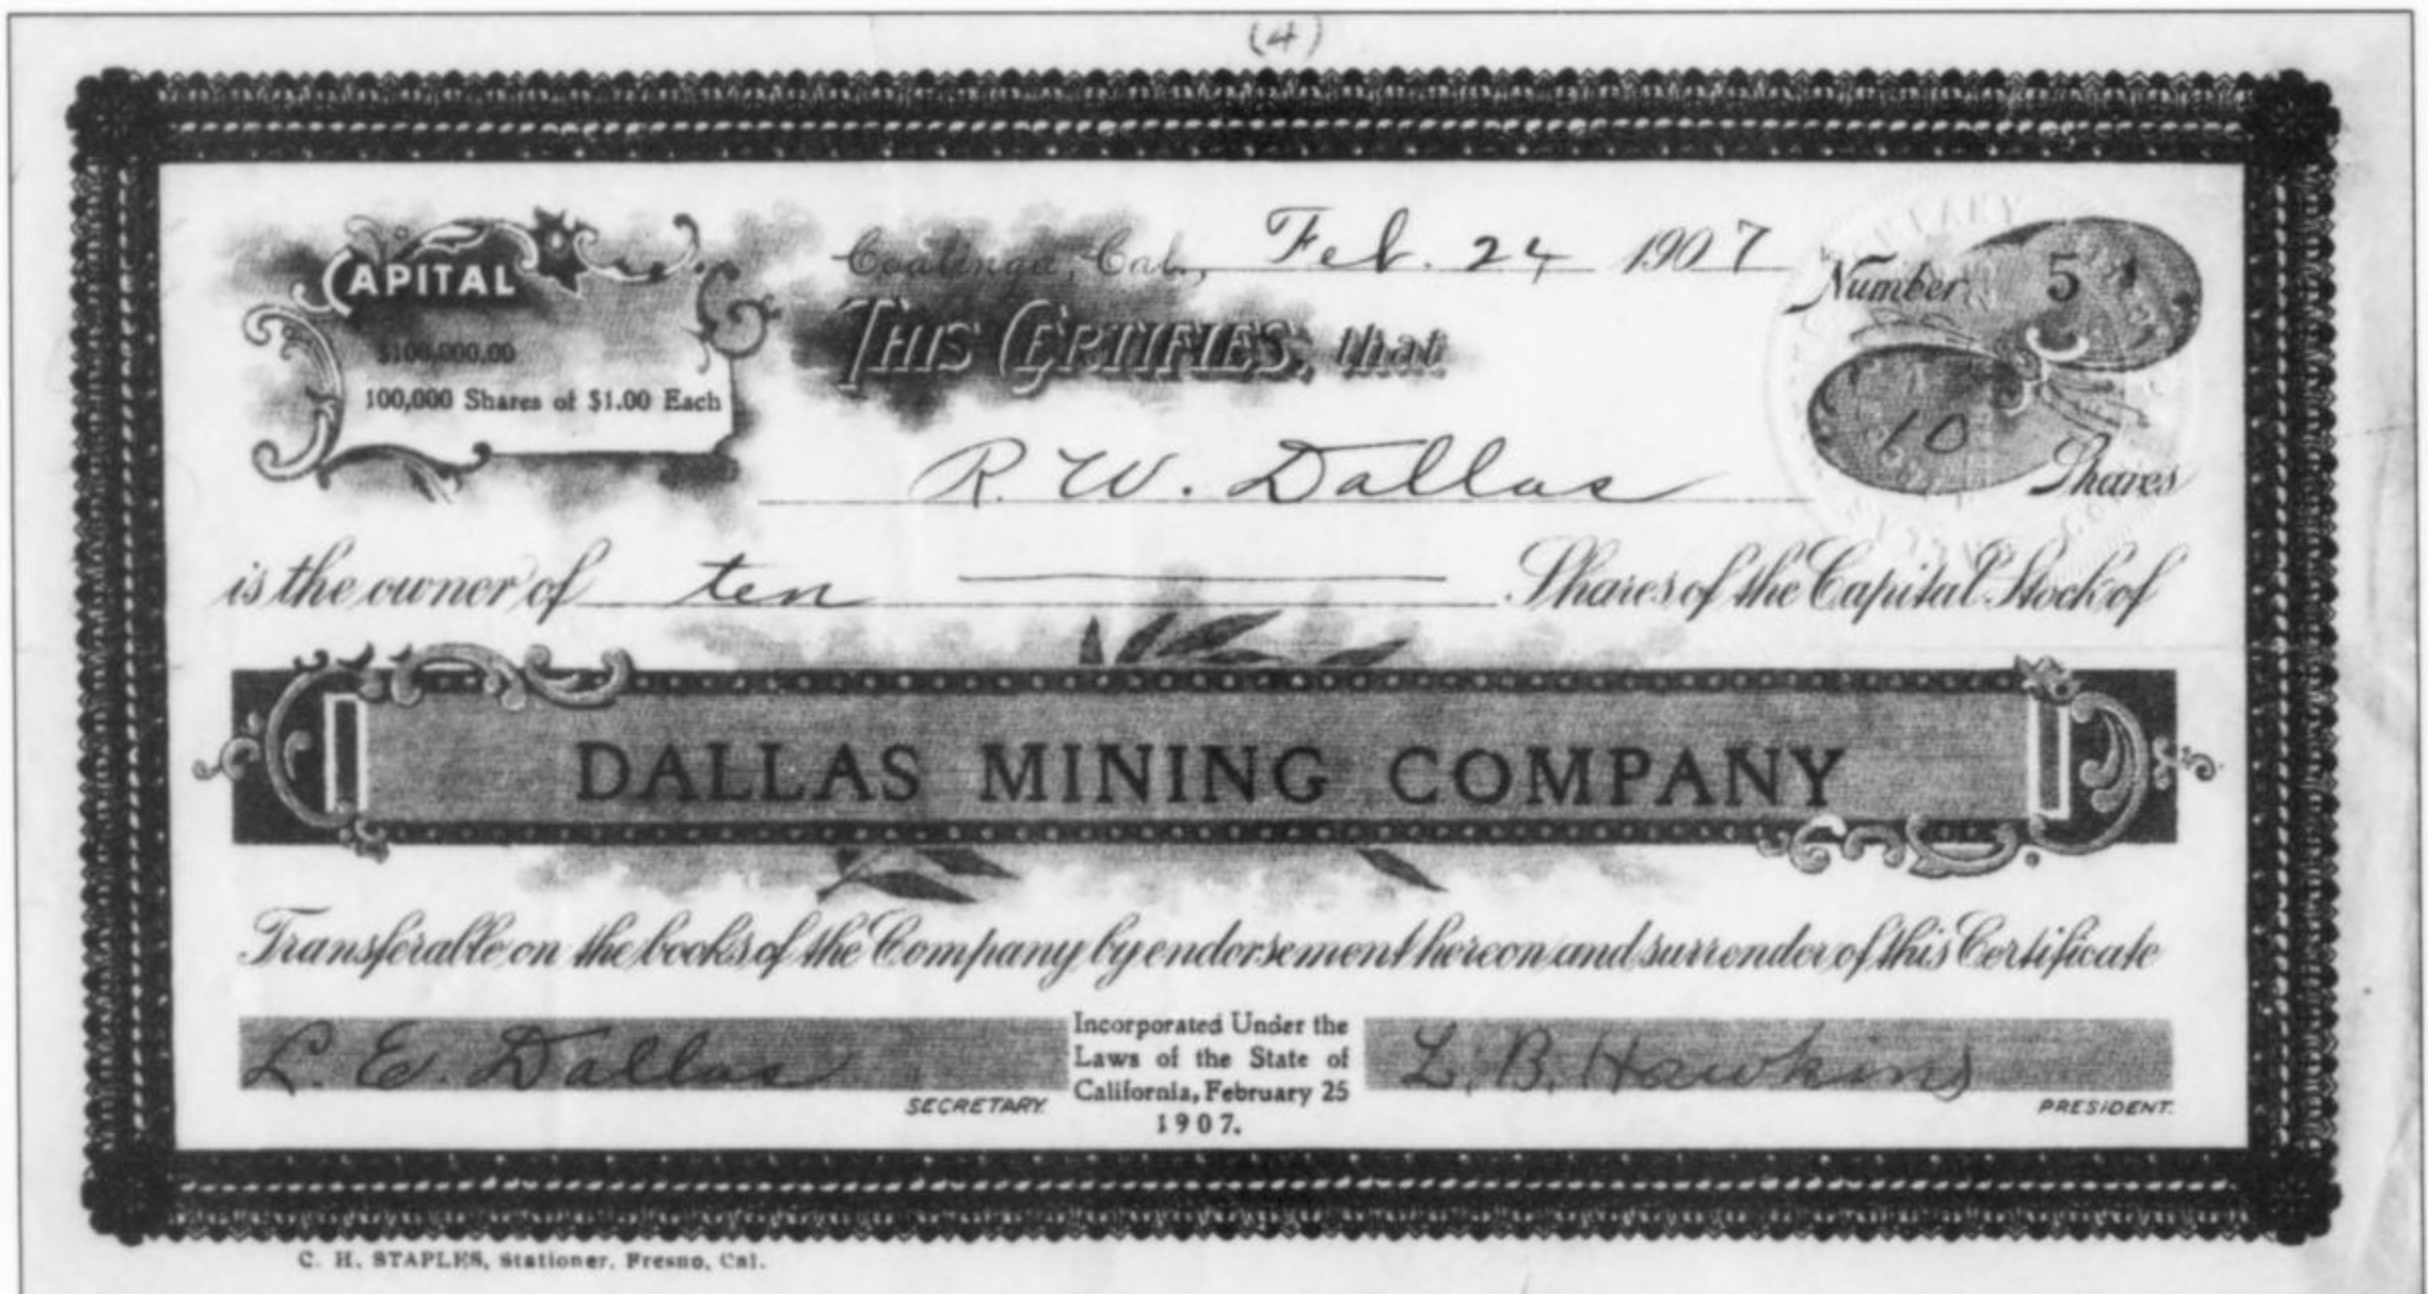 (4)
Coalinga, Cal., Feb. 24 1907
Number 5
CAPITAL
$100,000.00
100,000 Shares of $1.00 Each
THIS CERTIFIES, that
10 Shares
R. W. Dallas
is the owner of ten Shares of the Capital Stock of
DALLAS MINING COMPANY
Transferable on the books of the Company by endorsement hereon and surrender of this Certificate
L. E. Dallas
SECRETARY.
Incorporated Under the
Laws of the State of
California, February 25
1907.
L. B. Hawkins
PRESIDENT.
C. H. STAPLES, Stationer, Fresno, Cal.